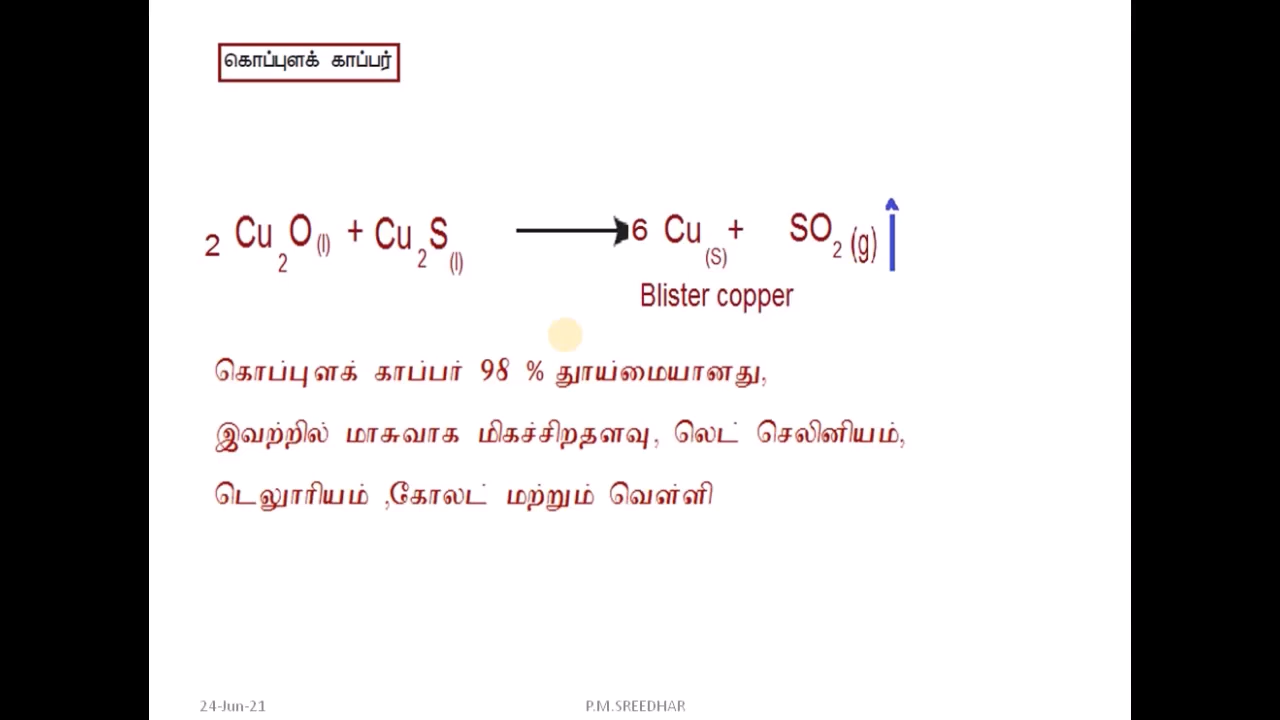 கொப்புளக் காப்பர்
2 Cu2O(l) + Cu2S(l) ⟶ 6 Cu(S) + SO2 (g) ↑
Blister copper
கொப்புளக் காப்பர் 98 % தூய்மையானது,
இவற்றில் மாசுவாக மிகச்சிறதளவு, லெட் செலினியம்,
டெலூரியம் ,கோலட் மற்றும் வெள்ளி
24-Jun-21 P.M.SREEDHAR